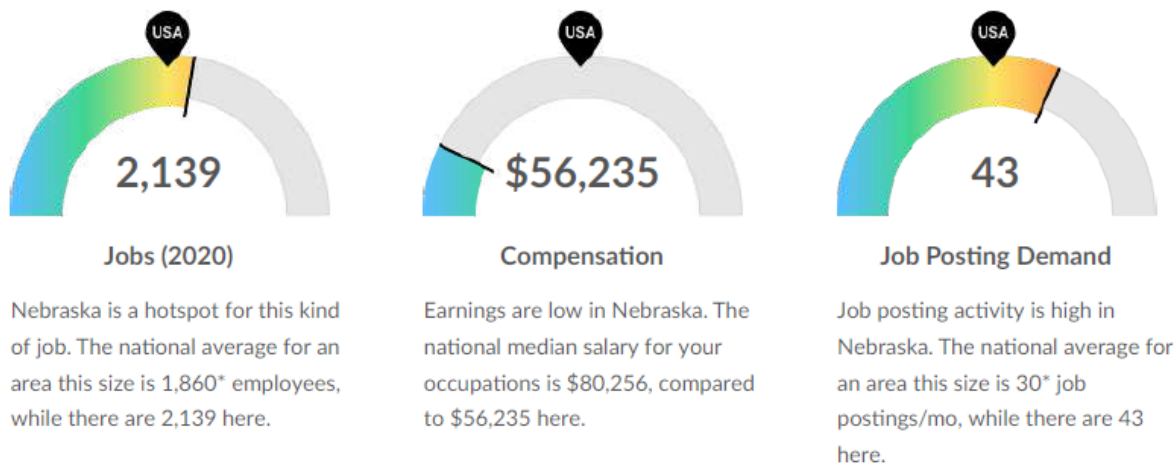 USA
2,139
Jobs (2020)
Nebraska is a hotspot for this kind
of job. The national average for an
area this size is 1,860* employees,
while there are 2,139 here.
USA
$56,235
Compensation
Earnings are low in Nebraska. The
national median salary for your
occupations is $80,256, compared
to $56,235 here.
USA
43
Job Posting Demand
Job posting activity is high in
Nebraska. The national average for
an area this size is 30* job
postings/mo, while there are 43
here.